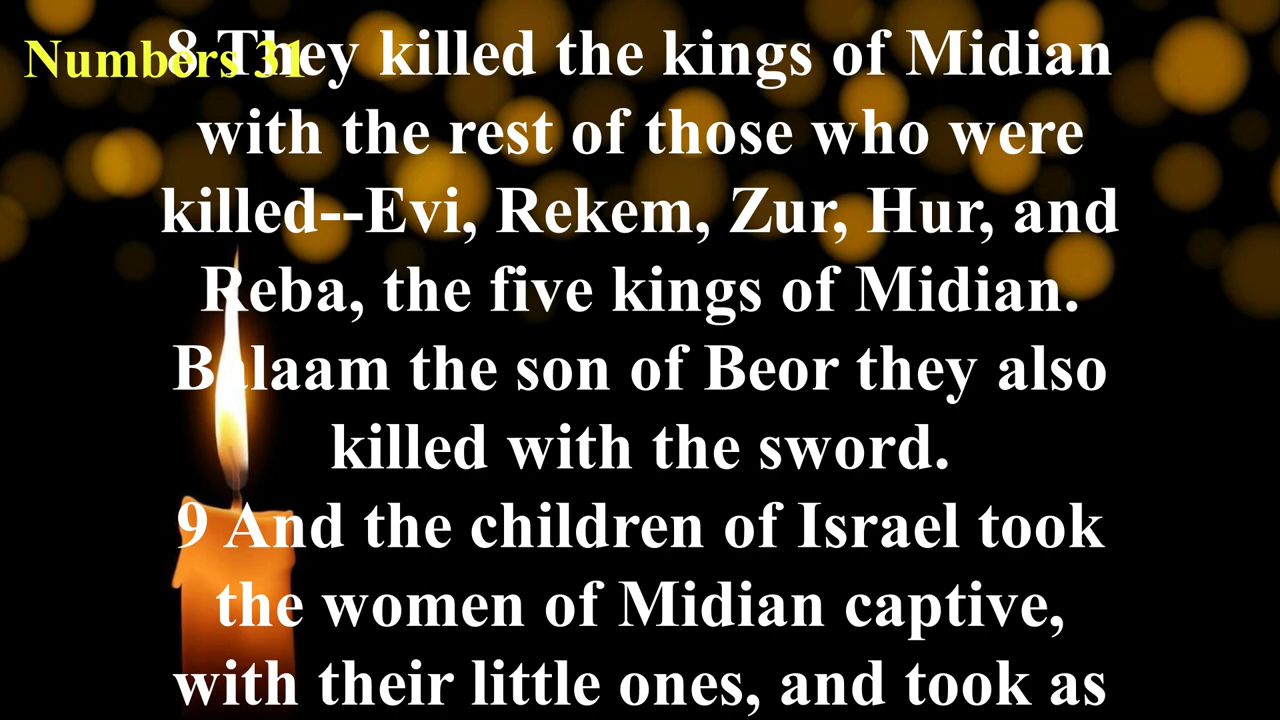 Numbers 31
8 They killed the kings of Midian
with the rest of those who were
killed--Evi, Rekem, Zur, Hur, and
Reba, the five kings of Midian.
Balaam the son of Beor they also
killed with the sword.
9 And the children of Israel took
the women of Midian captive,
with their little ones, and took as